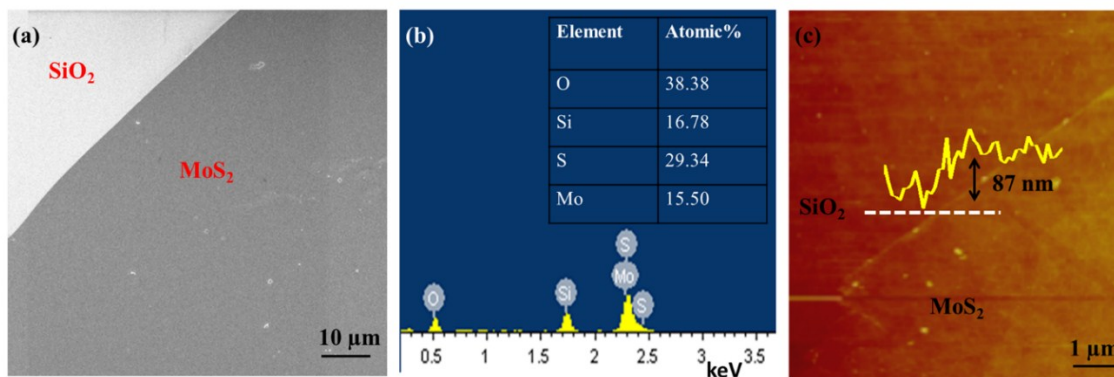 (a)
SiO₂
MoS₂
10 µm
(b)
Element Atomic%
O 38.38
Si 16.78
S 29.34
Mo 15.50
S
Mo
S
O
Si
0.5 1 1.5 2 2.5 3 3.5
keV
(c)
87 nm
SiO₂
MoS₂
1 µm